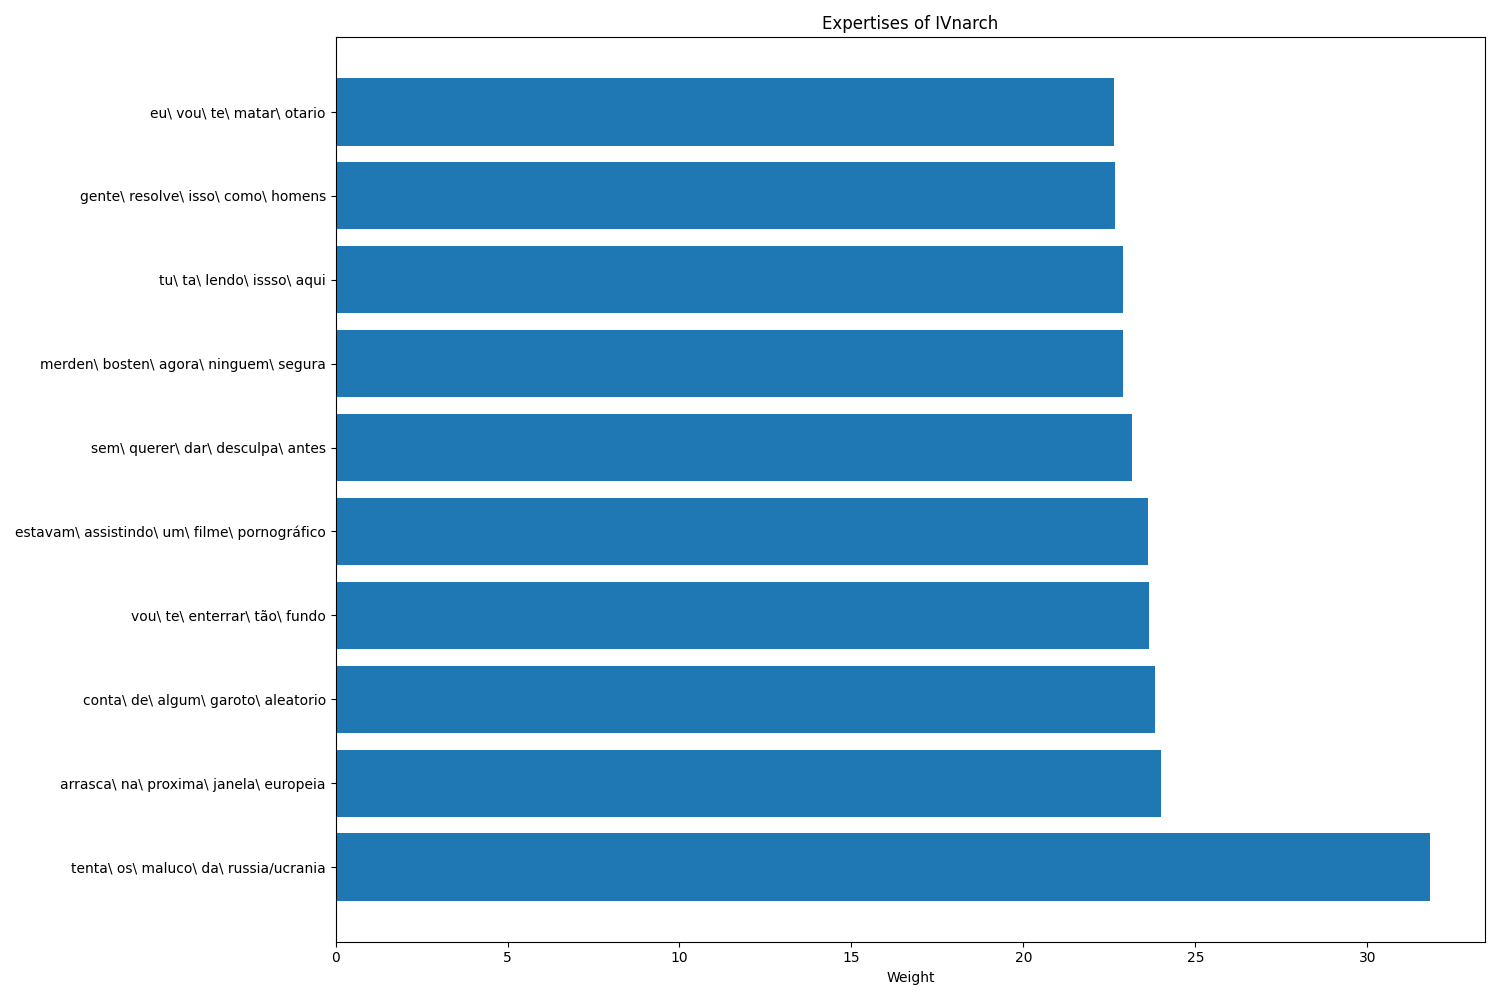 Expertises of IVnarch
eu\ vou\ te\ matar\ otario
gente\ resolve\ isso\ como\ homens
tu\ ta\ lendo\ issso\ aqui
merden\ bosten\ agora\ ninguem\ segura
sem\ querer\ dar\ desculpa\ antes
estavam\ assistindo\ um\ filme\ pornográfico
vou\ te\ enterrar\ tão\ fundo
conta\ de\ algum\ garoto\ aleatorio
arrasca\ na\ proxima\ janela\ europeia
tenta\ os\ maluco\ da\ russia/ucrania
0 5 10 15 20 25 30
Weight